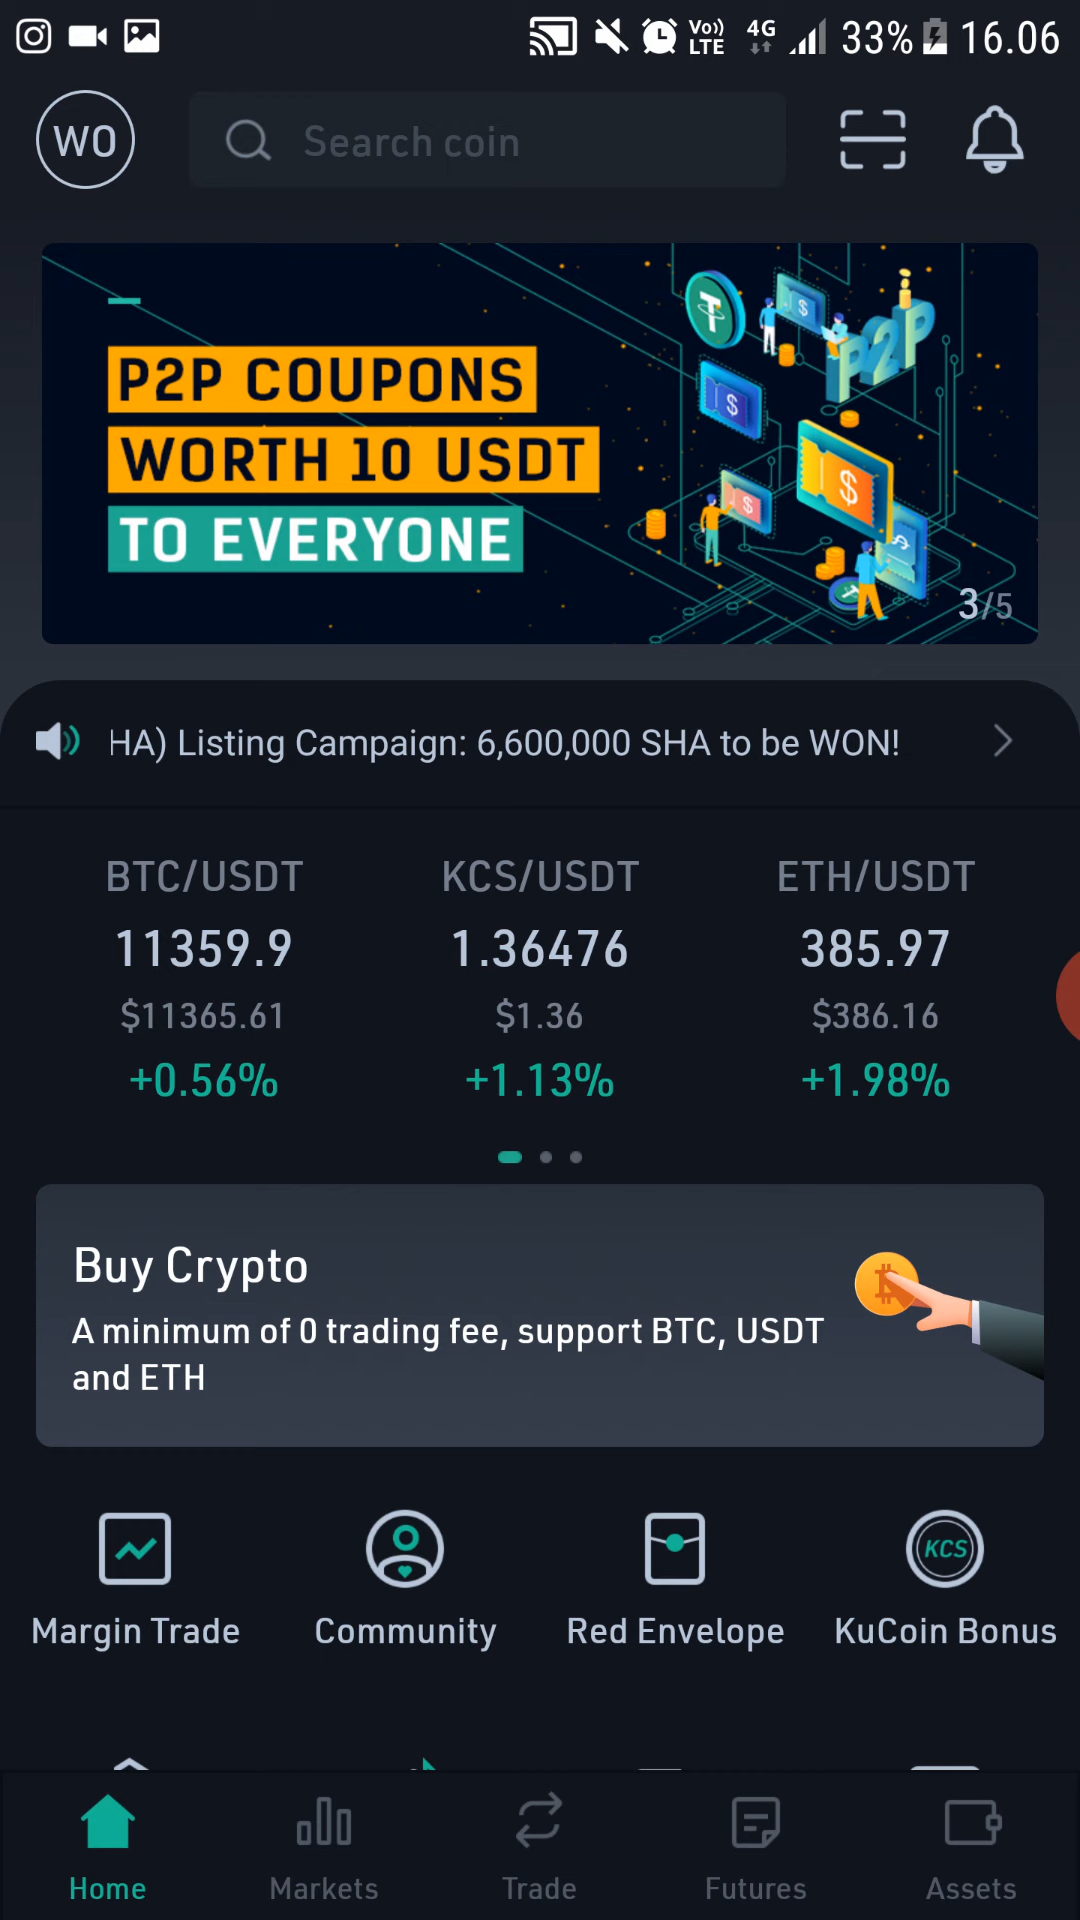 Vo)) LTE 4G 33% 16.06
WO Search coin
P2P COUPONS
WORTH 10 USDT
TO EVERYONE
3/5
HA) Listing Campaign: 6,600,000 SHA to be WON!
BTC/USDT KCS/USDT ETH/USDT
11359.9 1.36476 385.97
$11365.61 $1.36 $386.16
+0.56% +1.13% +1.98%
Buy Crypto
A minimum of 0 trading fee, support BTC, USDT
and ETH
KCS
Margin Trade Community Red Envelope KuCoin Bonus
Home Markets Trade Futures Assets